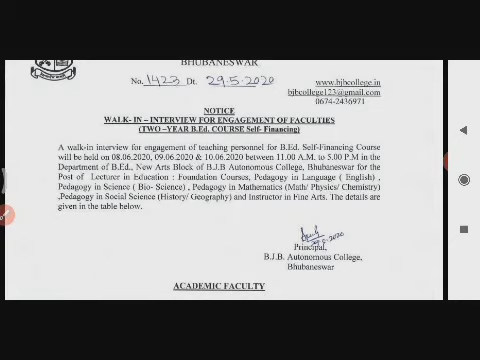 BHUBANESWAR
No. 1423 Dt. 29.5.2020
www.bjbcollege.in
bjbcollege123@gmail.com
0674-2436971
NOTICE
WALK- IN – INTERVIEW FOR ENGAGEMENT OF FACULTIES
(TWO –YEAR B.Ed. COURSE Self- Financing)
A walk-in interview for engagement of teaching personnel for B.Ed. Self-Financing Course
will be held on 08.06.2020, 09.06.2020 & 10.06.2020 between 11.00 A.M. to 5.00 P.M in the
Department of B.Ed., New Arts Block of B.J.B Autonomous College, Bhubaneswar for
the Post of Lecturer in Education : Foundation Courses, Pedagogy in Language ( English) ,
Pedagogy in Science ( Bio- Science) , Pedagogy in Mathematics (Math/ Physics/ Chemistry)
,Pedagogy in Social Science (History/ Geography) and Instructor in Fine Arts. The details are
given in the table below.
29.5.2020
Principal,
B.J.B. Autonomous College,
Bhubaneswar
ACADEMIC FACULTY